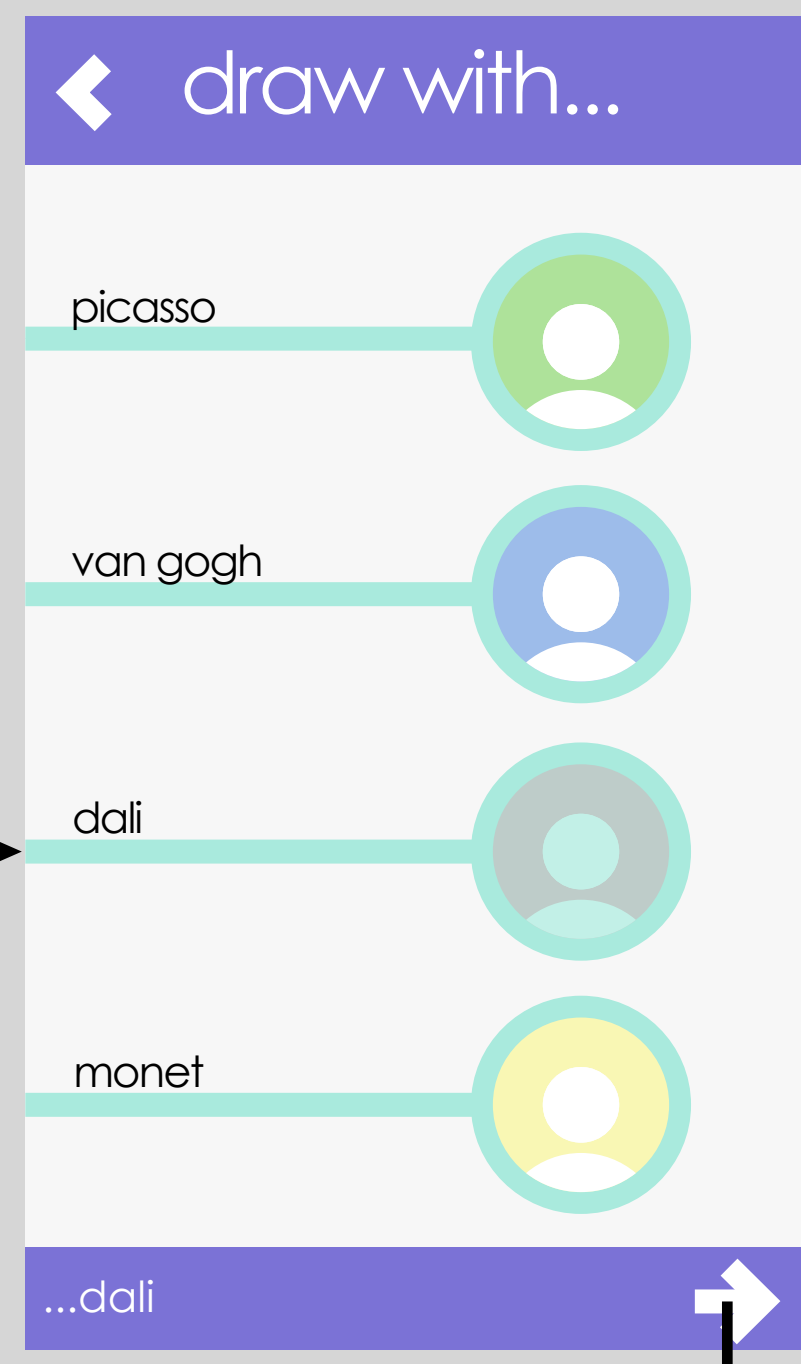 draw with...
picasso
van gogh
dali
monet
...dali